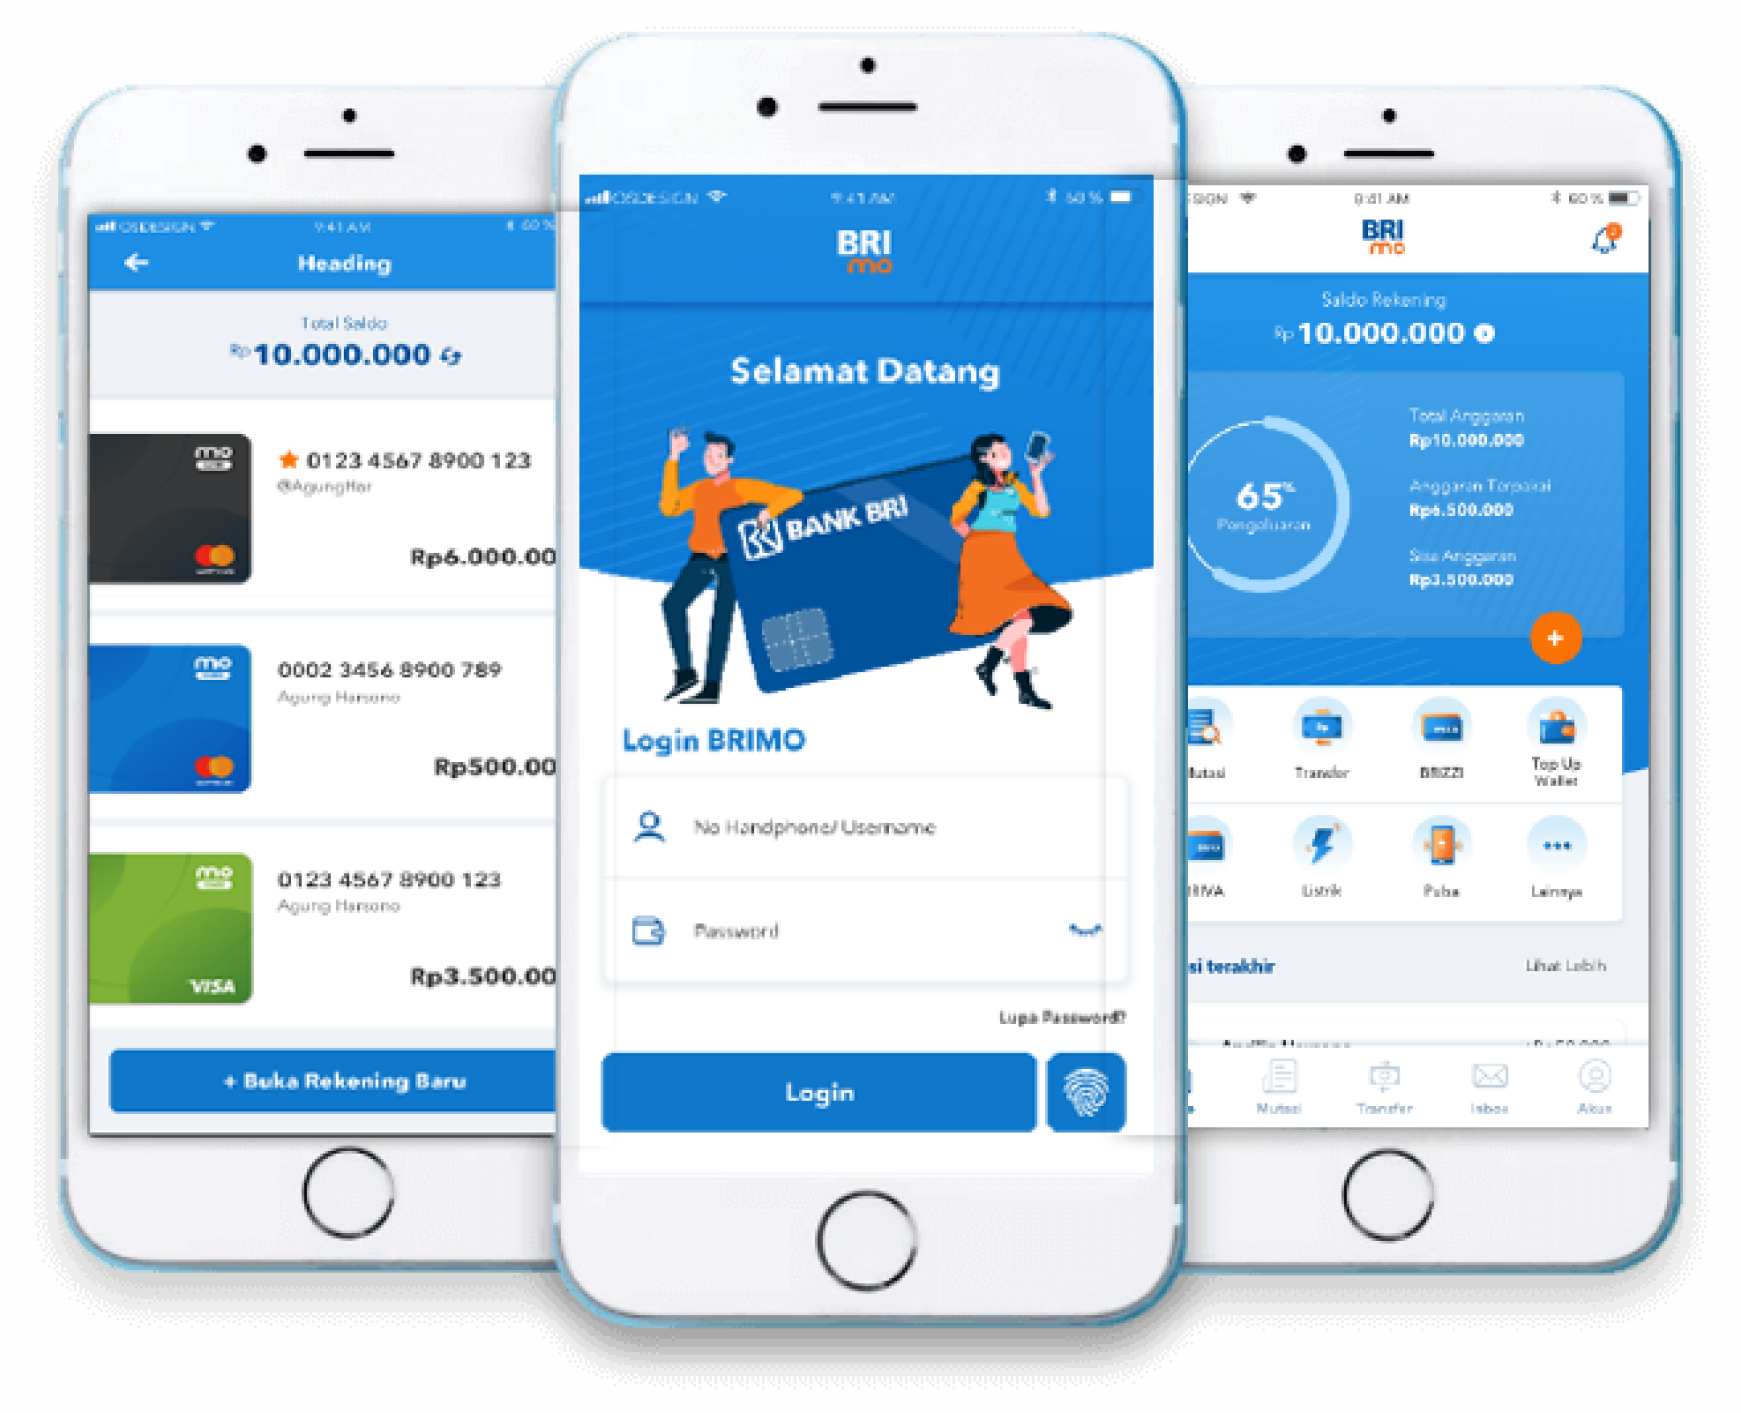 OSDESIGN 9:41 AM 60 %
Heading
Total Saldo
Rp 10.000.000
mo
0123 4567 8900 123
@AgungHar
Rp6.000.00
mo
0002 3456 8900 789
Agung Harsono
Rp500.00
mo
0123 4567 8900 123
Agung Harsono
VISA
Rp3.500.00
+ Buka Rekening Baru
OSDESIGN 9:41 AM 60 %
BRI
mo
Selamat Datang
BANK BRI
Login BRIMO
No Handphone/ Username
Password
Lupa Password?
Login
SIGN 9:41 AM 60 %
BRI
mo
Saldo Rekening
Rp 10.000.000
Total Anggaran
Rp10.000.000
65%
Pengeluaran
Anggaran Terpakai
Rp6.500.000
Sisa Anggaran
Rp3.500.000
+
Mutasi Transfer BRIZZI Top Up
Wallet
RIVA Listrik Pulsa Lainnya
si terakhir Lihat Lebih
Mutasi Transfer Inbox Akun